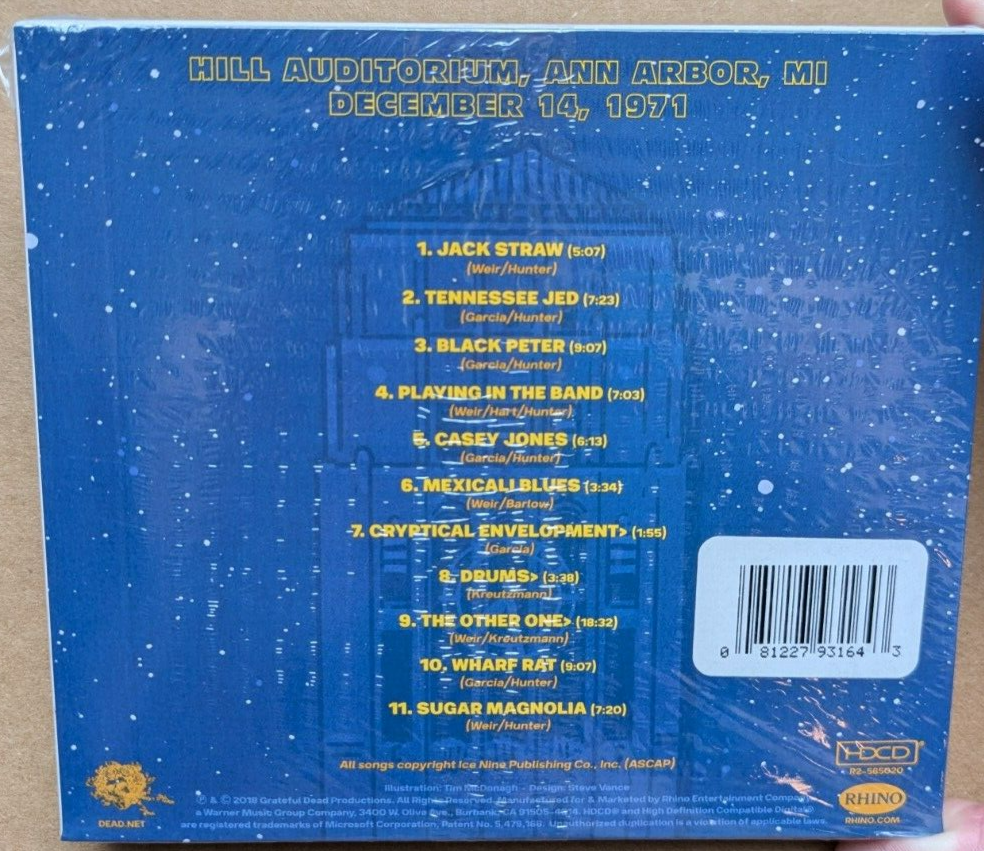 HILL AUDITORIUM, ANN ARBOR, MI
DECEMBER 14, 1971
1. JACK STRAW (5:07)
(Weir/Hunter)
2. TENNESSEE JED (7:23)
(Garcia/Hunter)
3. BLACK PETER (9:07)
(Garcia/Hunter)
4. PLAYING IN THE BAND (7:03)
(Weir/Hart/Hunter)
5. CASEY JONES (6:13)
(Garcia/Hunter)
6. MEXICALI BLUES (3:34)
(Weir/Barlow)
7. CRYPTICAL ENVELOPMENT> (1:55)
(Garcia)
8. DRUMS> (3:38)
(Kreutzmann)
9. THE OTHER ONE> (18:32)
(Weir/Kreutzmann)
10. WHARF RAT (9:07)
(Garcia/Hunter)
11. SUGAR MAGNOLIA (7:20)
(Weir/Hunter)
0 81227 93164 3
All songs copyright Ice Nine Publishing Co., Inc. (ASCAP)
HDCD®
R2-585020
Illustration: Tim McDonagh - Design: Steve Vance
℗ & © 2018 Grateful Dead Productions. All Rights Reserved. Manufactured for & Marketed by Rhino Entertainment Company,
a Warner Music Group Company, 3400 W. Olive Ave., Burbank, CA HDCD® and High Definition Compatible Digital®
are registered trademarks of Microsoft Corporation, Patent No. Unauthorized duplication is a violation of applicable laws.
DEAD.NET
RHINO
RHINO.COM